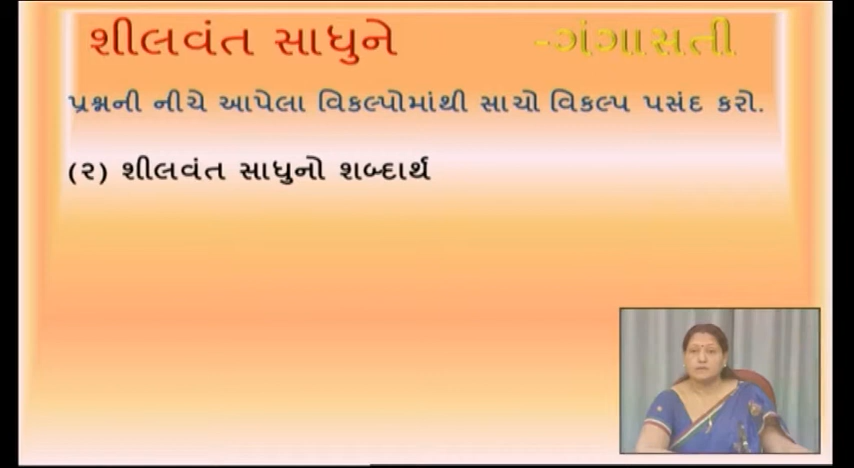 શીલવંત સાધુને -ગંગાસતી
પ્રશ્નની નીચે આપેલા વિકલ્પોમાંથી સાચો વિકલ્પ પસંદ કરો.
(૨) શીલવંત સાધુનો શબ્દાર્થ